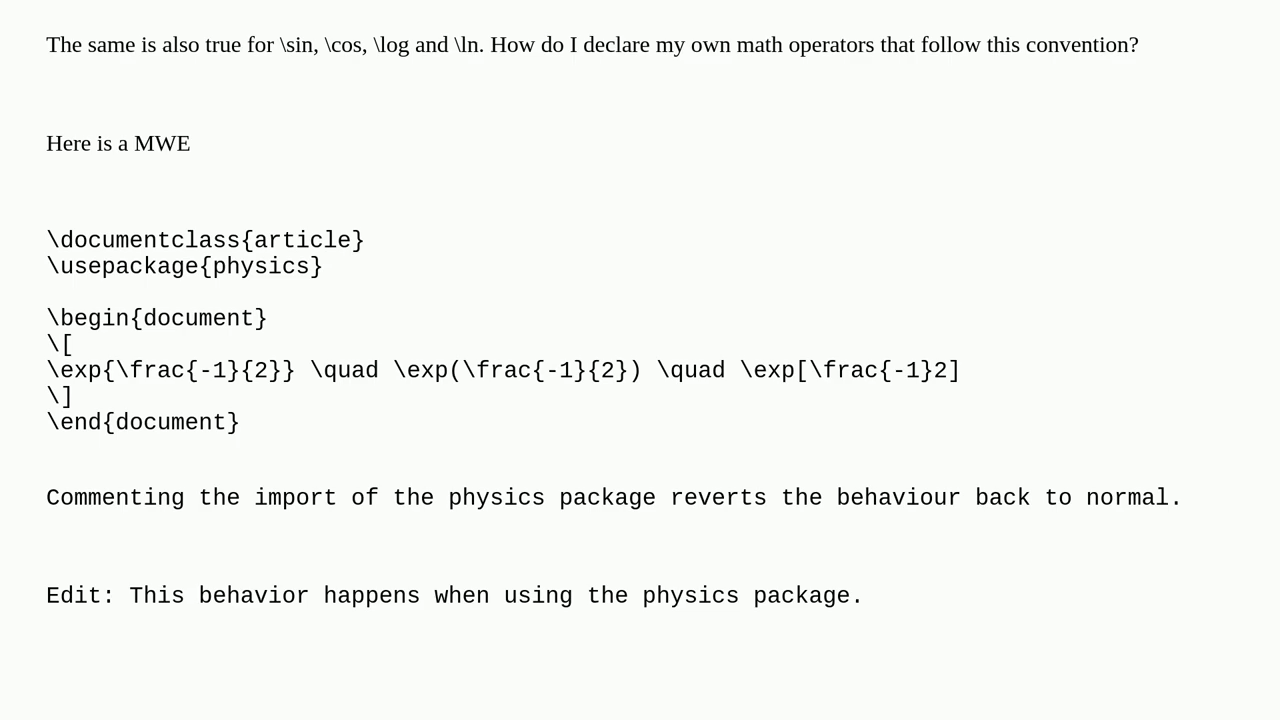 The same is also true for \sin, \cos, \log and \ln. How do I declare my own math operators that follow this convention?
Here is a MWE
\documentclass{article}
\usepackage{physics}
\begin{document}
\[
\exp{\frac{-1}{2}} \quad \exp(\frac{-1}{2}) \quad \exp[\frac{-1}2]
\]
\end{document}
Commenting the import of the physics package reverts the behaviour back to normal.
Edit: This behavior happens when using the physics package.